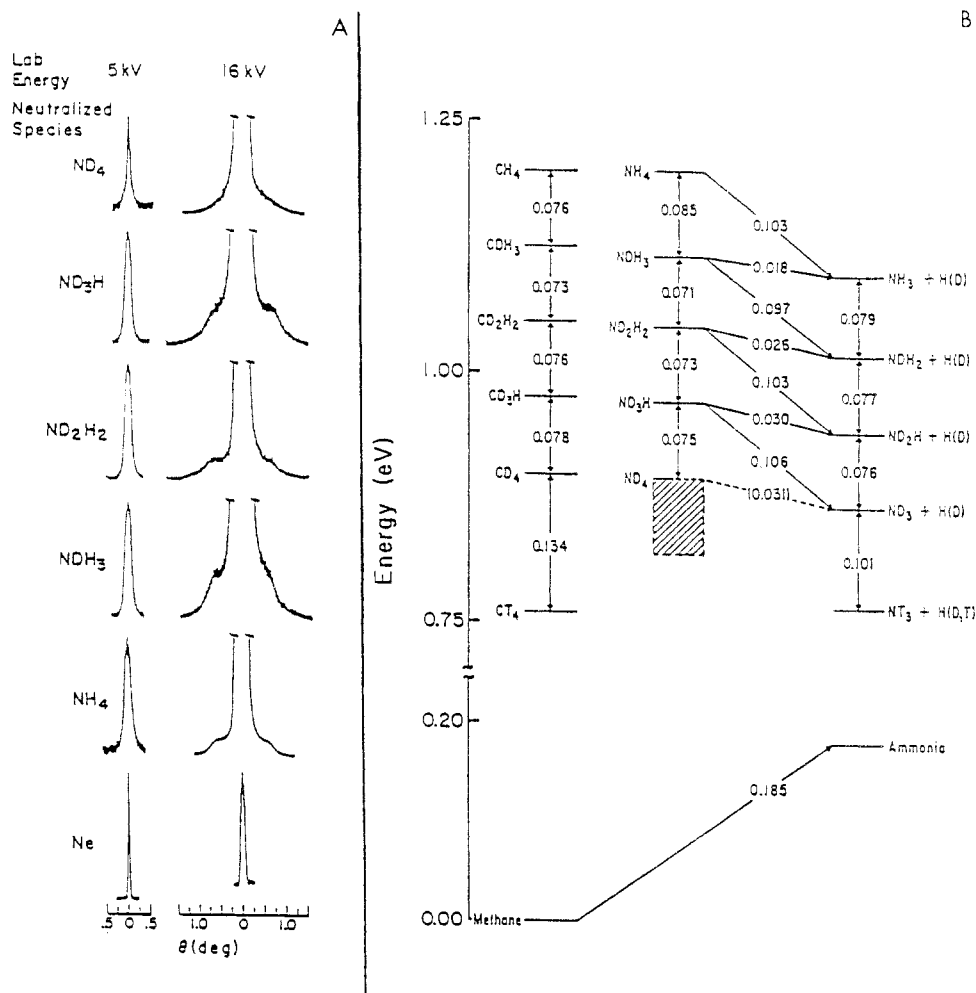 A
Lab
Energy
5 kV
16 kV
Neutralized
Species
ND₄
ND₃H
ND₂H₂
NDH₃
NH₄
Ne
.5 0 .5
1.0 0 1.0
θ(deg)
B
Energy (eV)
1.25
1.00
0.75
0.20
0.00
CH₄
0.076
CDH₃
0.073
CD₂H₂
0.076
CD₃H
0.078
CD₄
0.134
CT₄
NH₄
0.085
NDH₃
0.071
ND₂H₂
0.073
ND₃H
0.075
ND₄
0.103
0.018
0.097
0.026
0.103
0.030
0.106
(0.031)
NH₃ + H(D)
0.079
NDH₂ + H(D)
0.077
ND₂H + H(D)
0.076
ND₃ + H(D)
0.101
NT₃ + H(D,T)
Ammonia
0.185
Methane